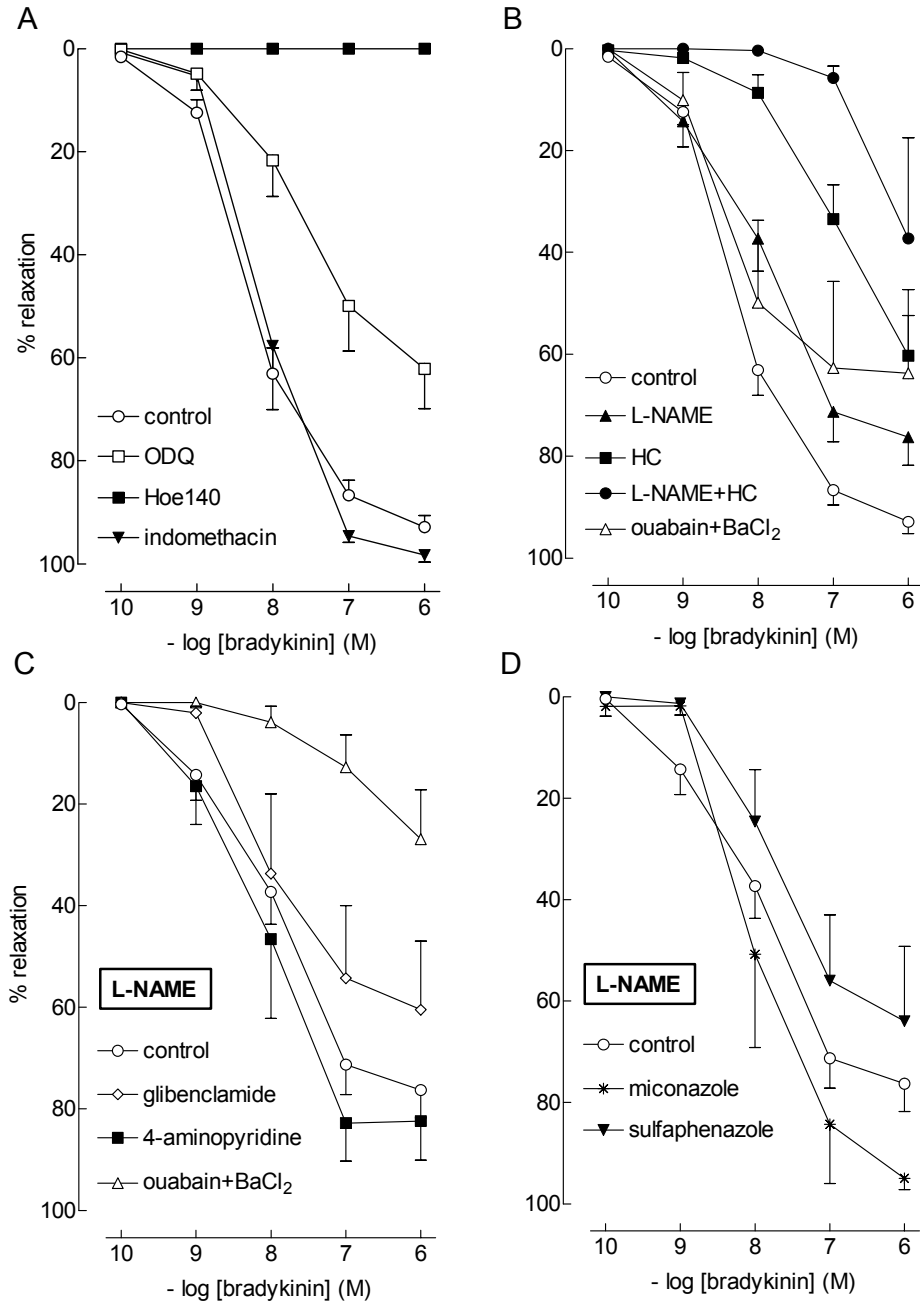 A
0
20
40
60
80
100
% relaxation
control
ODQ
Hoe140
indomethacin
10 9 8 7 6
- log [bradykinin] (M)
B
0
20
40
60
80
100
control
L-NAME
HC
L-NAME+HC
ouabain+BaCl₂
10 9 8 7 6
- log [bradykinin] (M)
C
0
20
40
60
80
100
% relaxation
L-NAME
control
glibenclamide
4-aminopyridine
ouabain+BaCl₂
10 9 8 7 6
- log [bradykinin] (M)
D
0
20
40
60
80
100
L-NAME
control
miconazole
sulfaphenazole
10 9 8 7 6
- log [bradykinin] (M)